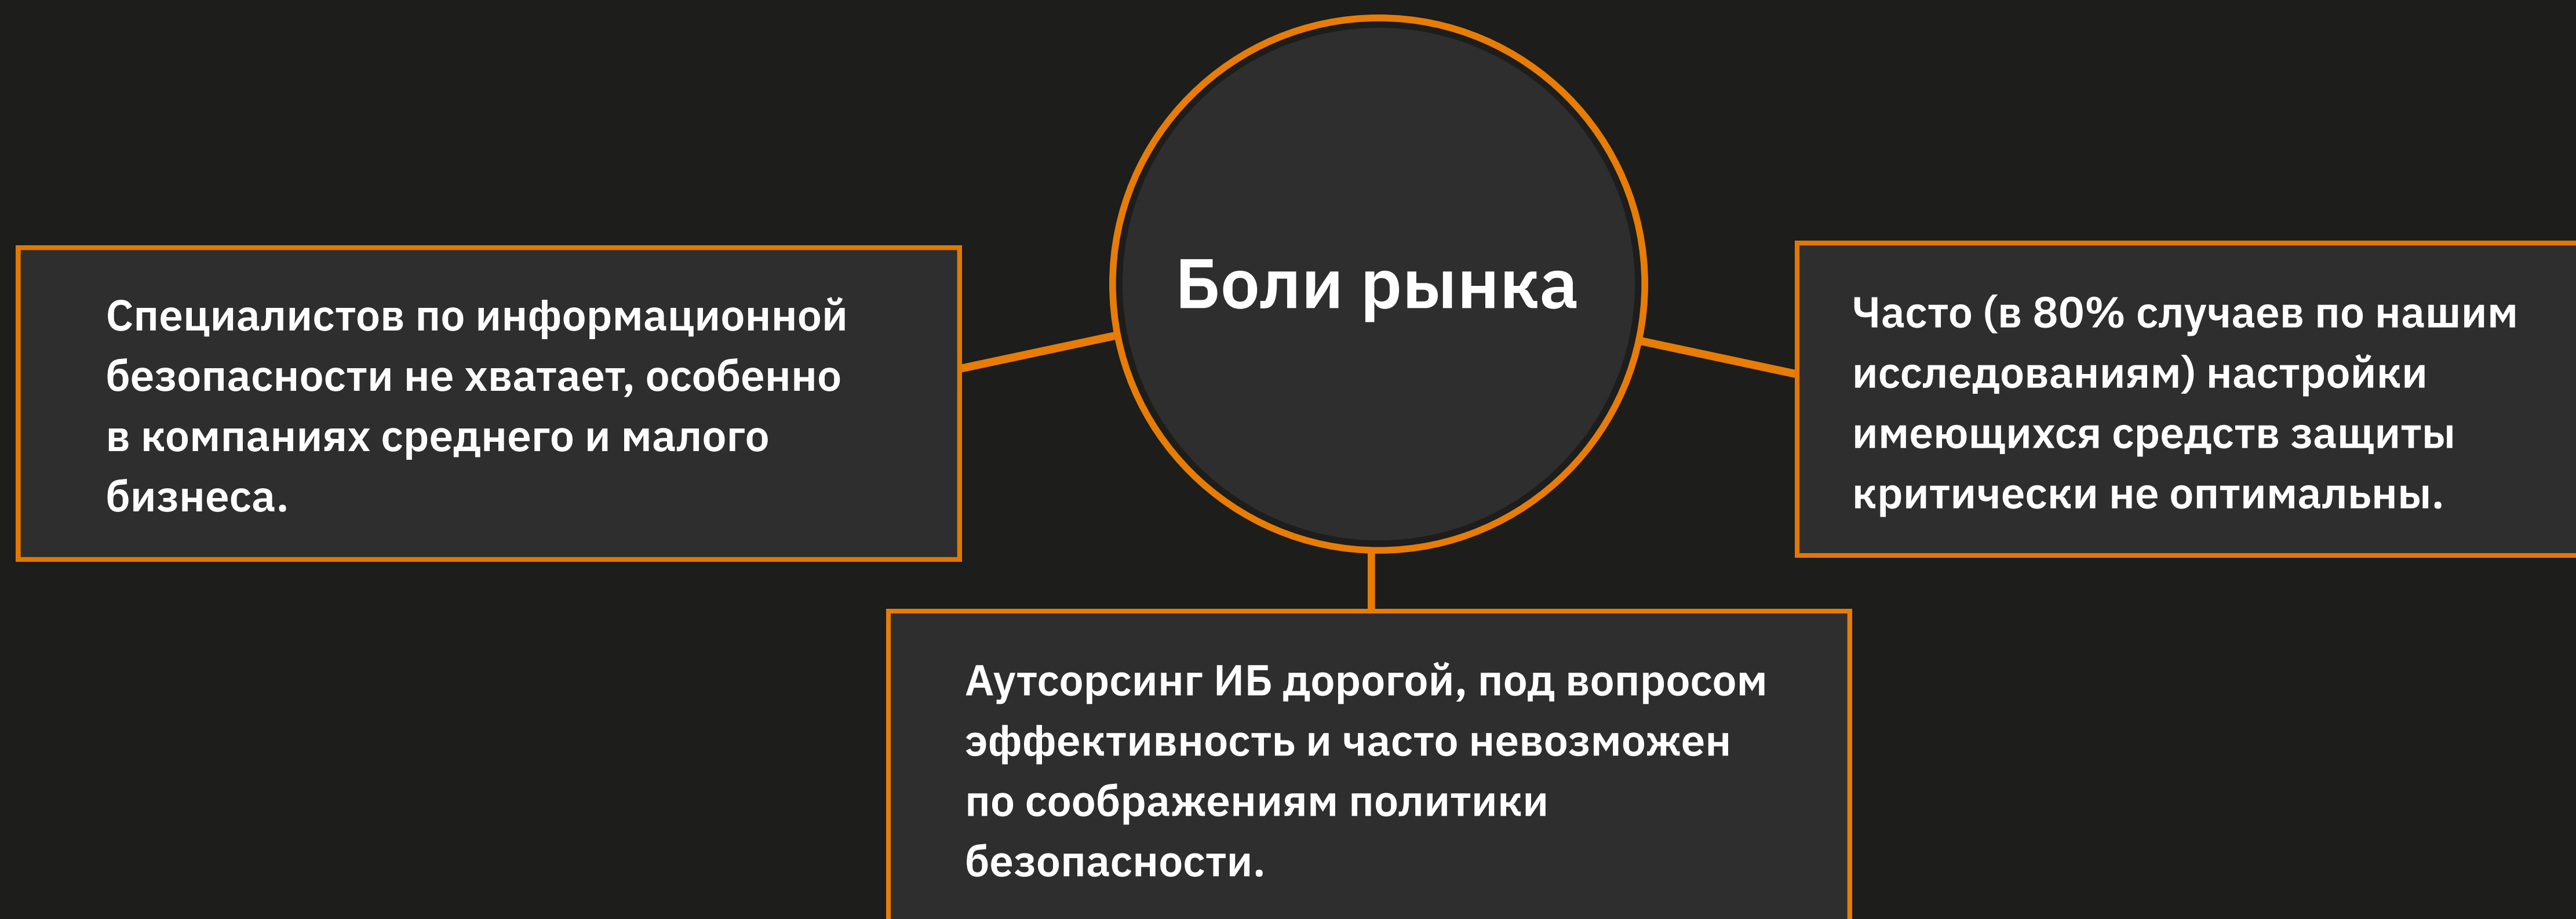 Боли рынка
Специалистов по информационной
безопасности не хватает, особенно
в компаниях среднего и малого
бизнеса.
Часто (в 80% случаев по нашим
исследованиям) настройки
имеющихся средств защиты
критически не оптимальны.
Аутсорсинг ИБ дорогой, под вопросом
эффективность и часто невозможен
по соображениям политики
безопасности.